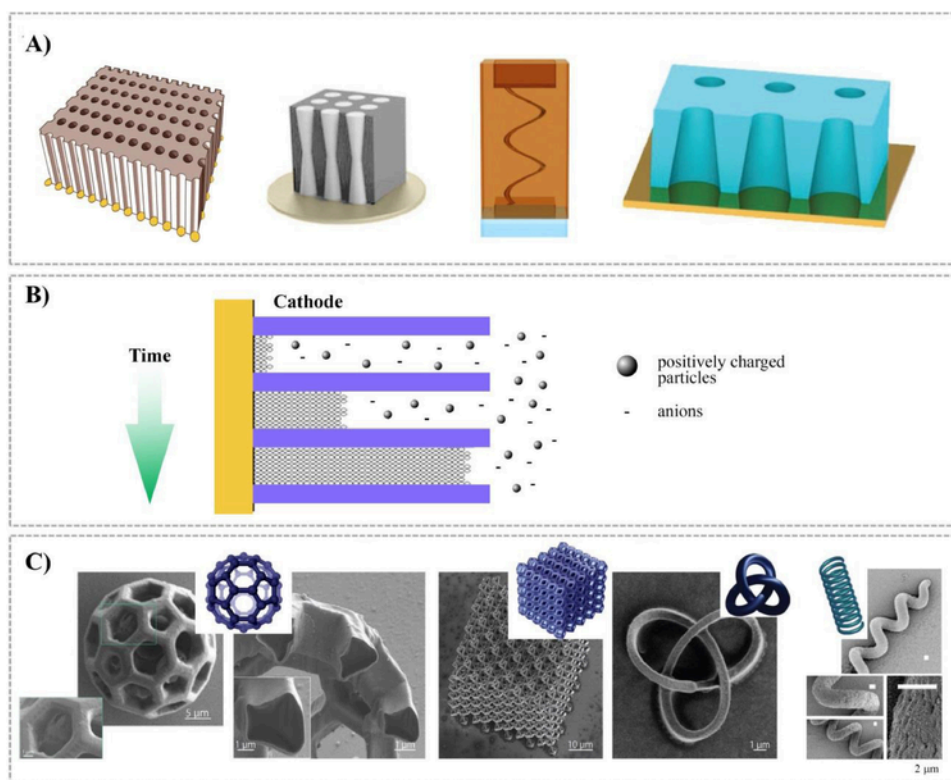 A)
B)
Cathode
Time
positively charged
particles
- anions
C)
5 μm
1 μm
1 μm
10 μm
1 μm
2 μm